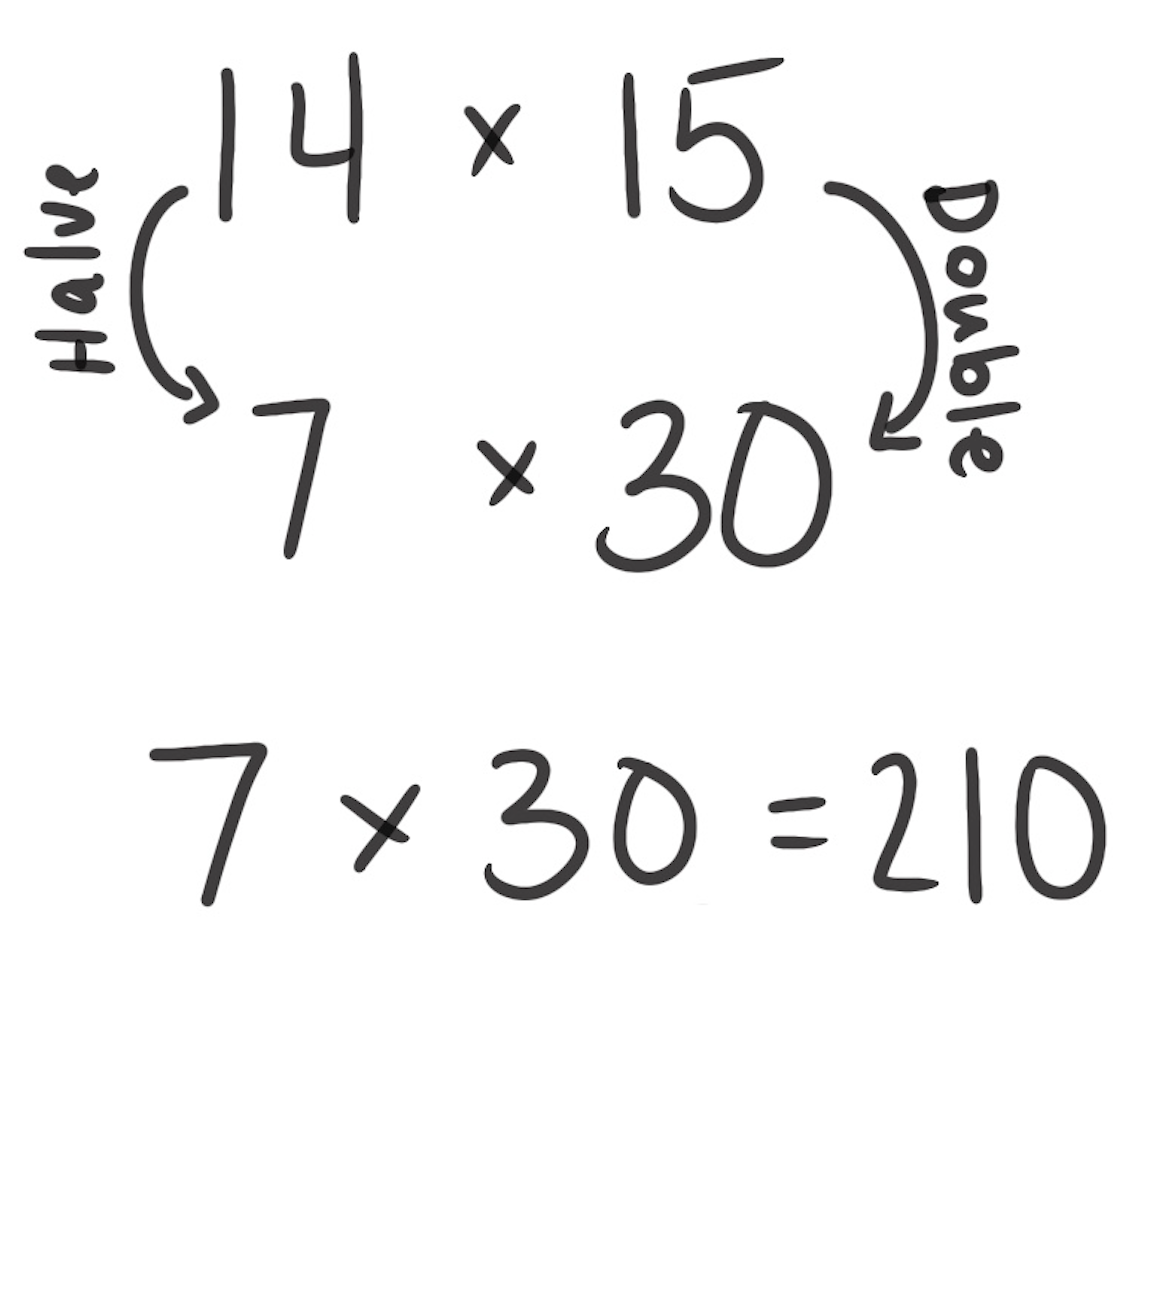 14 × 15
Halve
Double
7 × 30
7 × 30 = 210